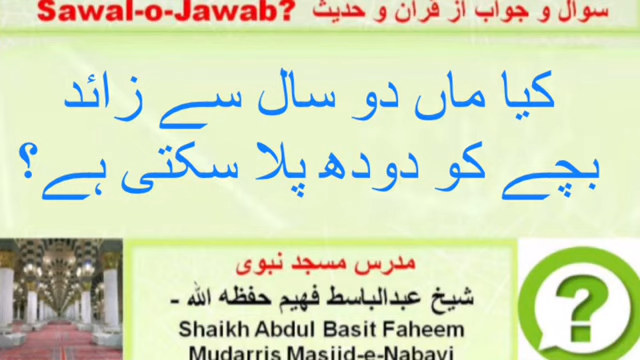 Sawal-o-Jawab? سوال و جواب از قرآن و حدیث
کیا ماں دو سال سے زائد
بچے کو دودھ پلا سکتی ہے؟
مدرس مسجد نبوی
شیخ عبدالباسط فھیم حفظہ اللہ -
Shaikh Abdul Basit Faheem
Mudarris Masjid-e-Nabavi
?